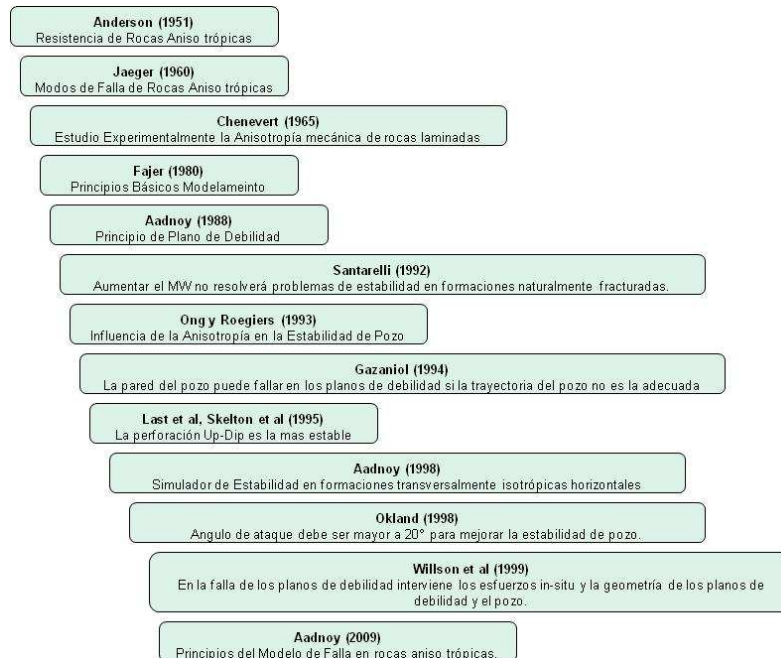 Anderson (1951)
Resistencia de Rocas Aniso trópicas
Jaeger (1960)
Modos de Falla de Rocas Aniso trópicas
Chenevert (1965)
Estudio Experimentalmente la Anisotropía mecánica de rocas laminadas
Fajer (1980)
Principios Básicos Modelameinto
Aadnoy (1988)
Principio de Plano de Debilidad
Santarelli (1992)
Aumentar el MW no resolverá problemas de estabilidad en formaciones naturalmente fracturadas.
Ong y Roegiers (1993)
Influencia de la Anisotropía en la Estabilidad de Pozo
Gazaniol (1994)
La pared del pozo puede fallar en los planos de debilidad si la trayectoria del pozo no es la adecuada
Last et al, Skelton et al (1995)
La perforación Up-Dip es la mas estable
Aadnoy (1998)
Simulador de Estabilidad en formaciones transversalmente isotrópicas horizontales
Okland (1998)
Angulo de ataque debe ser mayor a 20° para mejorar la estabilidad de pozo.
Willson et al (1999)
En la falla de los planos de debilidad interviene los esfuerzos in-situ y la geometría de los planos de
debilidad y el pozo.
Aadnoy (2009)
Principios del Modelo de Falla en rocas aniso trópicas.